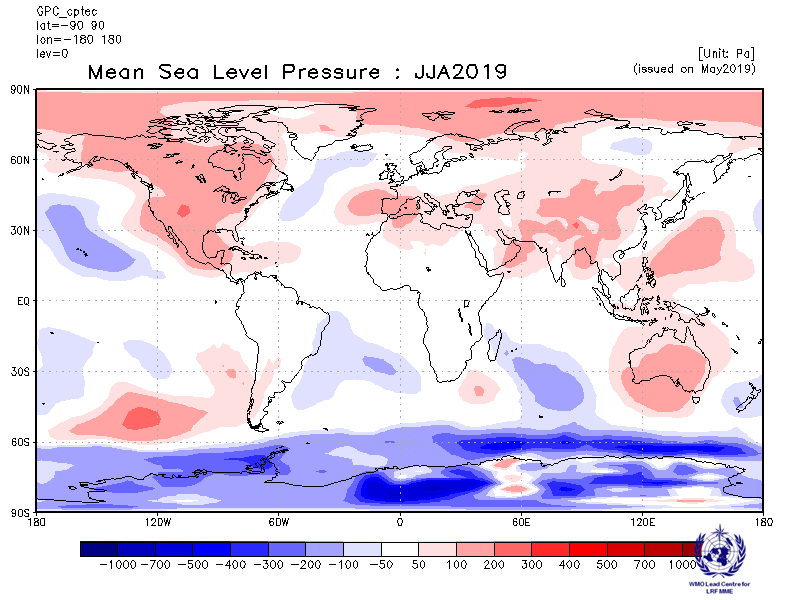 GPC_cptec
lat=-90 90
lon=-180 180
lev=0
[Unit: Pa]
Mean Sea Level Pressure : JJA2019
(issued on May2019)
90N
60N
30N
EQ
30S
60S
90S
180 120W 60W 0 60E 120E 180
-1000 -700 -500 -400 -300 -200 -100 -50 50 100 200 300 400 500 700 1000
WMO Lead Centre for
LRF MME